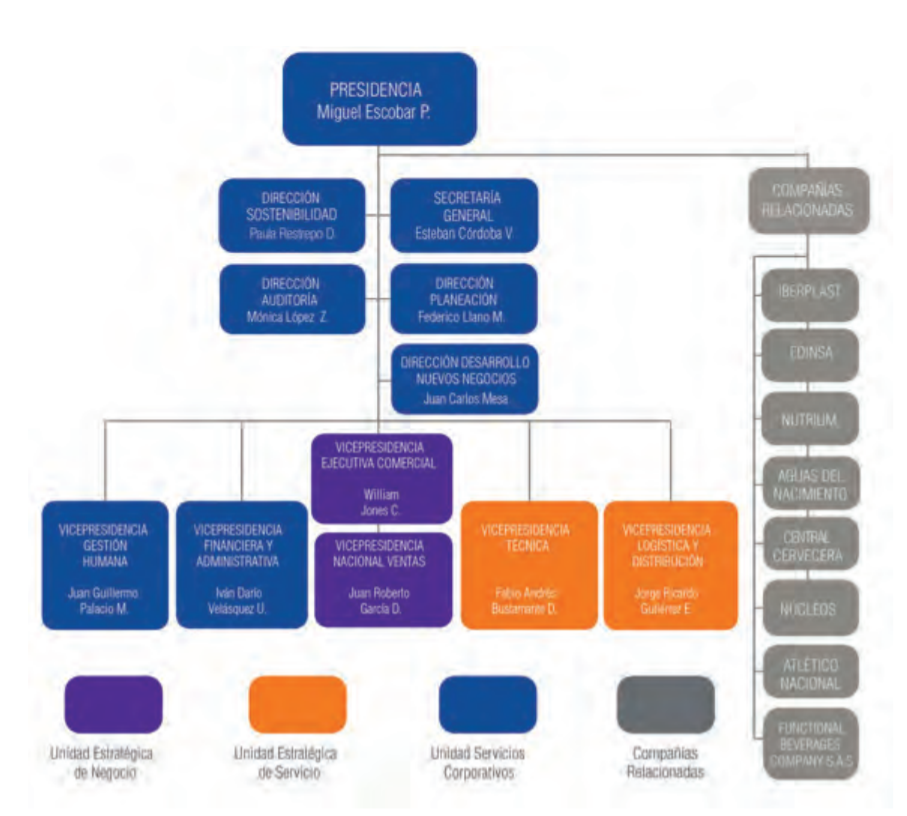 PRESIDENCIA
Miguel Escobar P.
DIRECCIÓN
SOSTENIBILIDAD
Paula Restrepo D.
SECRETARÍA
GENERAL
Esteban Córdoba V.
DIRECCIÓN
AUDITORÍA
Mónica López Z.
DIRECCIÓN
PLANEACIÓN
Federico Llano M.
DIRECCIÓN DESARROLLO
NUEVOS NEGOCIOS
Juan Carlos Mesa
VICEPRESIDENCIA
GESTIÓN
HUMANA
Juan Guillermo
Palacio M.
VICEPRESIDENCIA
FINANCIERA Y
ADMINISTRATIVA
Iván Darío
Velásquez U.
VICEPRESIDENCIA
EJECUTIVA COMERCIAL
William
Jones C.
VICEPRESIDENCIA
NACIONAL VENTAS
Juan Roberto
García D.
VICEPRESIDENCIA
TÉCNICA
Fabio Andrés
Bustamante D.
VICEPRESIDENCIA
LOGÍSTICA Y
DISTRIBUCIÓN
Jorge Ricardo
Gutiérrez E.
COMPAÑÍAS
RELACIONADAS
IBERPLAST
EDINSA
NUTRIUM
AGUAS DEL
NACIMIENTO
CENTRAL
CERVECERA
NÚCLEOS
ATLÉTICO
NACIONAL
FUNCTIONAL
BEVERAGES
COMPANY S.A.S
Unidad Estratégica
de Negocio
Unidad Estratégica
de Servicio
Unidad Servicios
Corporativos
Compañías
Relacionadas